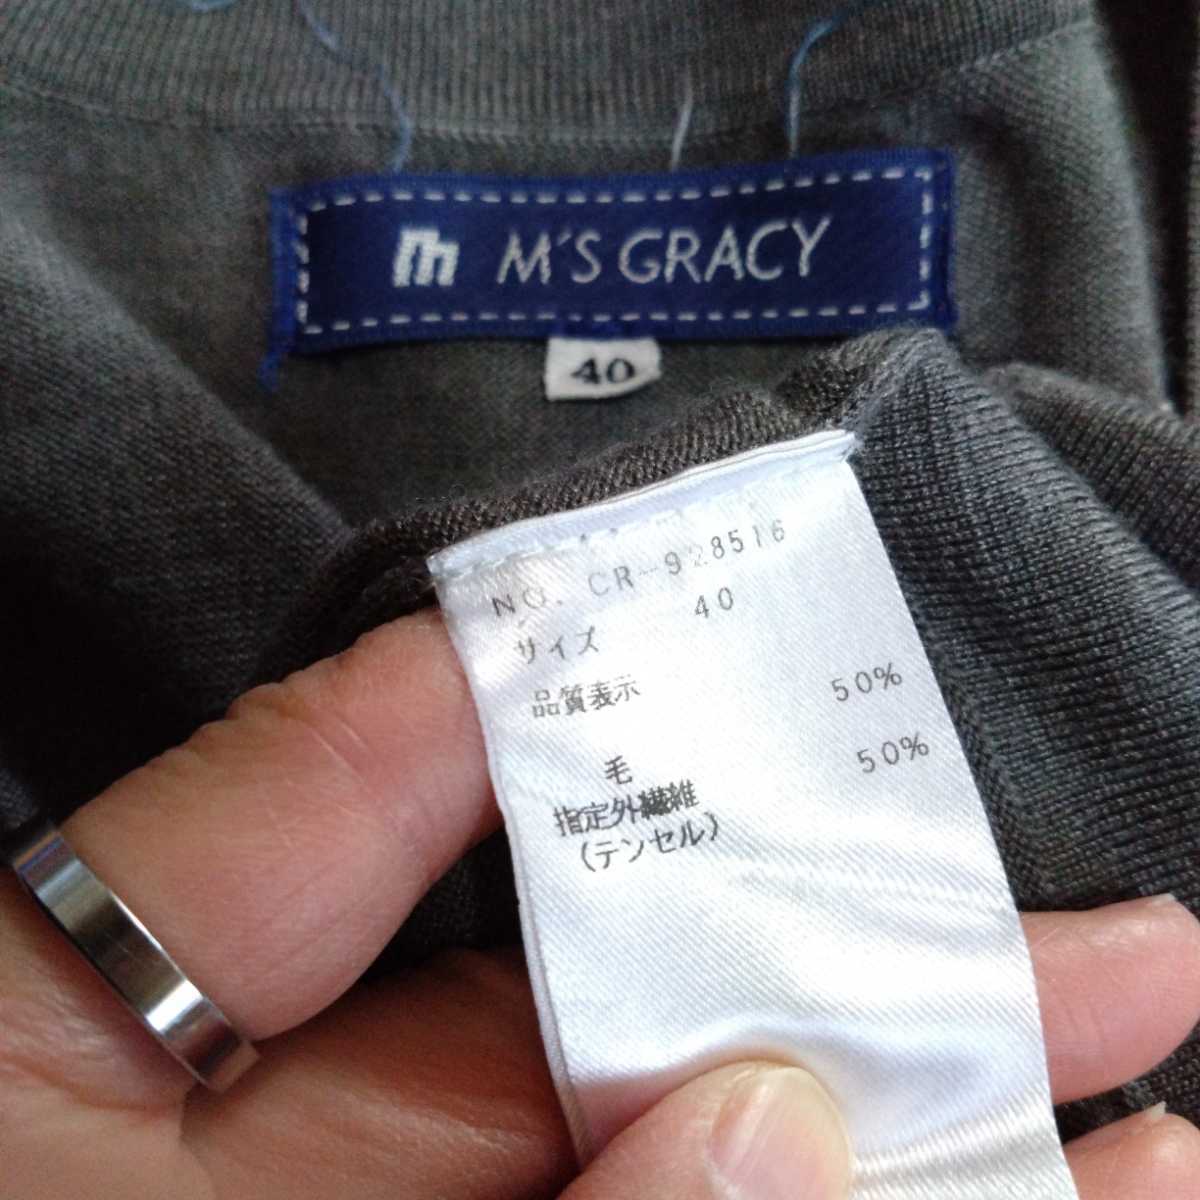 m M'S GRACY
40
NO. CR-928516
サイズ 40
品質表示
毛 50%
指定外繊維 50%
(テンセル)